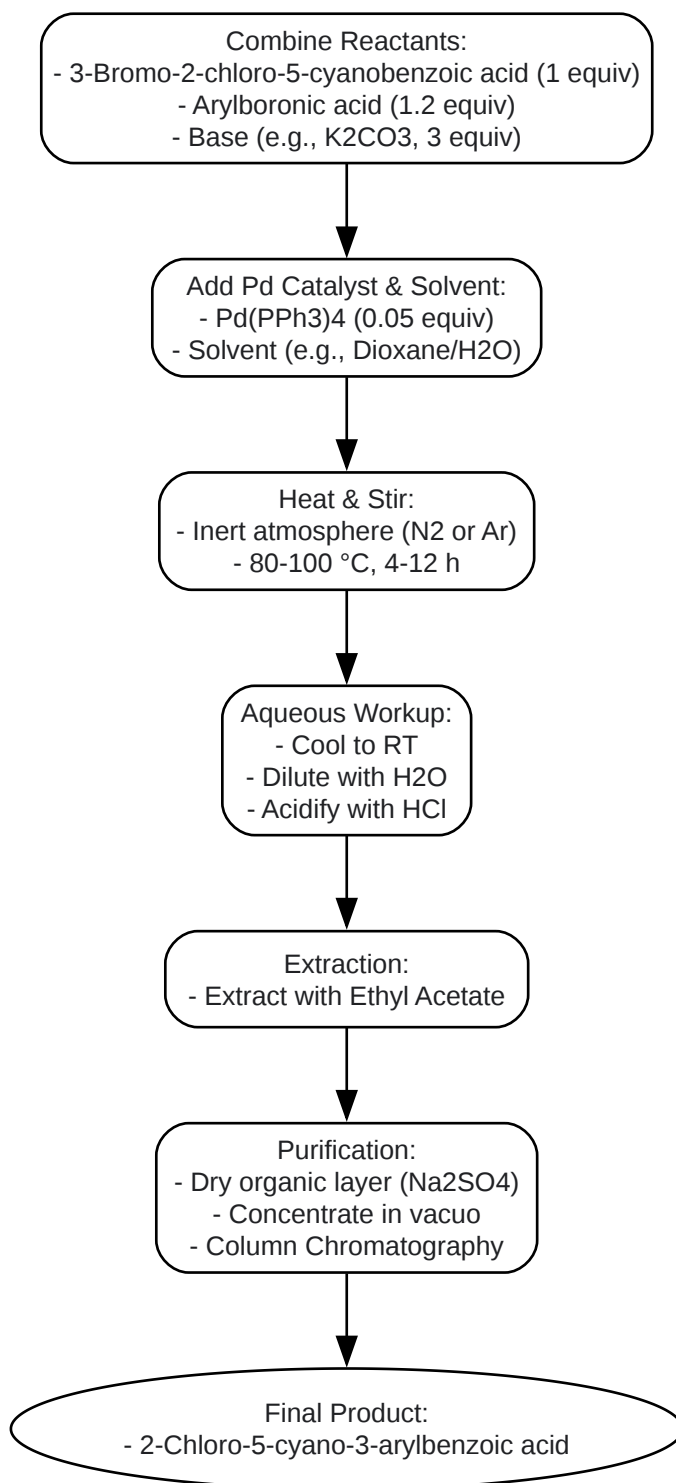 Combine Reactants:
- 3-Bromo-2-chloro-5-cyanobenzoic acid (1 equiv)
- Arylboronic acid (1.2 equiv)
- Base (e.g., K2CO3, 3 equiv)
Add Pd Catalyst & Solvent:
- Pd(PPh3)4 (0.05 equiv)
- Solvent (e.g., Dioxane/H2O)
Heat & Stir:
- Inert atmosphere (N2 or Ar)
- 80-100 °C, 4-12 h
Aqueous Workup:
- Cool to RT
- Dilute with H2O
- Acidify with HCl
Extraction:
- Extract with Ethyl Acetate
Purification:
- Dry organic layer (Na2SO4)
- Concentrate in vacuo
- Column Chromatography
Final Product:
- 2-Chloro-5-cyano-3-arylbenzoic acid